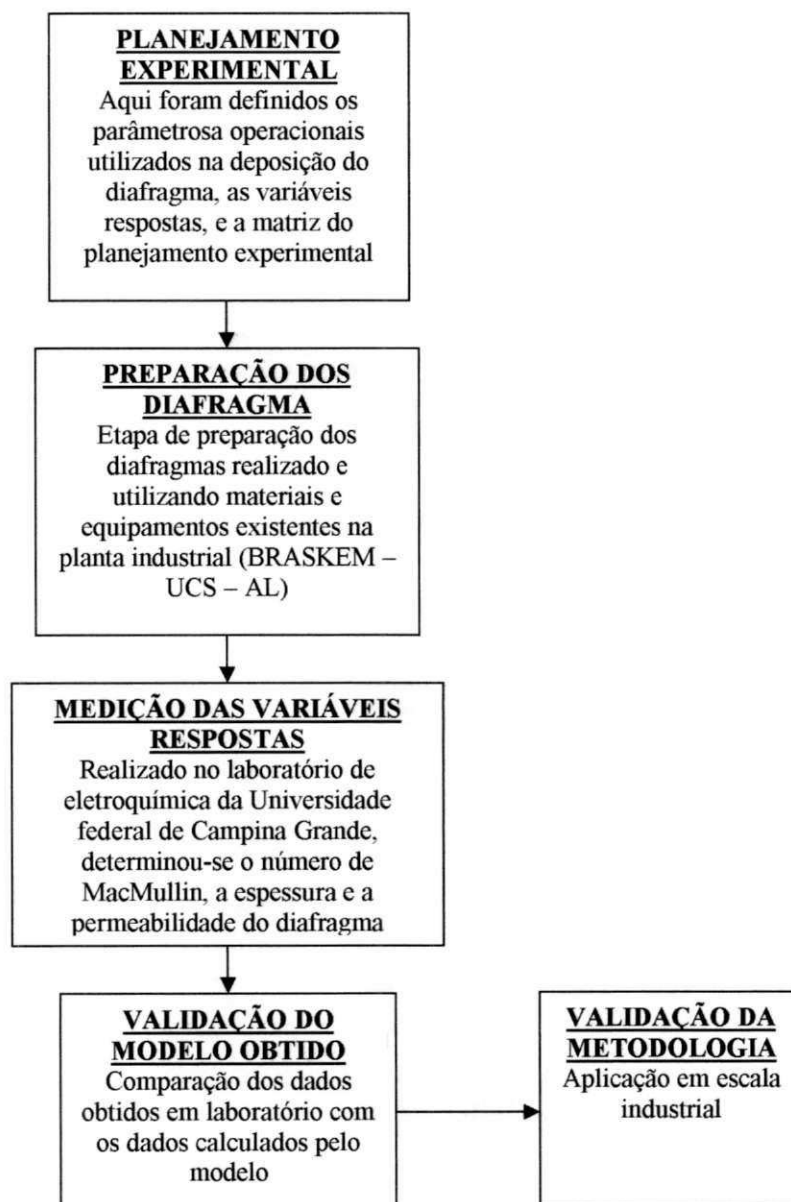 PLANEJAMENTO
EXPERIMENTAL
Aqui foram definidos os
parâmetrosa operacionais
utilizados na deposição do
diafragma, as variáveis
respostas, e a matriz do
planejamento experimental
PREPARAÇÃO DOS
DIAFRAGMA
Etapa de preparação dos
diafragmas realizado e
utilizando materiais e
equipamentos existentes na
planta industrial (BRASKEM –
UCS – AL)
MEDIÇÃO DAS VARIÁVEIS
RESPOSTAS
Realizado no laboratório de
eletroquímica da Universidade
federal de Campina Grande,
determinou-se o número de
MacMullin, a espessura e a
permeabilidade do diafragma
VALIDAÇÃO DO
MODELO OBTIDO
Comparação dos dados
obtidos em laboratório com
os dados calculados pelo
modelo
VALIDAÇÃO DA
METODOLOGIA
Aplicação em escala
industrial